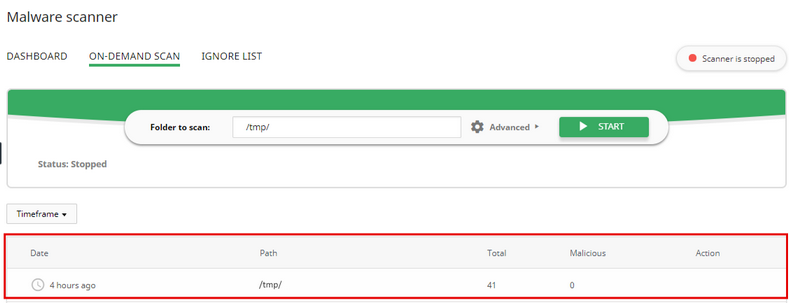 Malware scanner
DASHBOARD ON-DEMAND SCAN IGNORE LIST
Scanner is stopped
Folder to scan: /tmp/ Advanced START
Status: Stopped
Timeframe
Date Path Total Malicious Action
4 hours ago /tmp/ 41 0